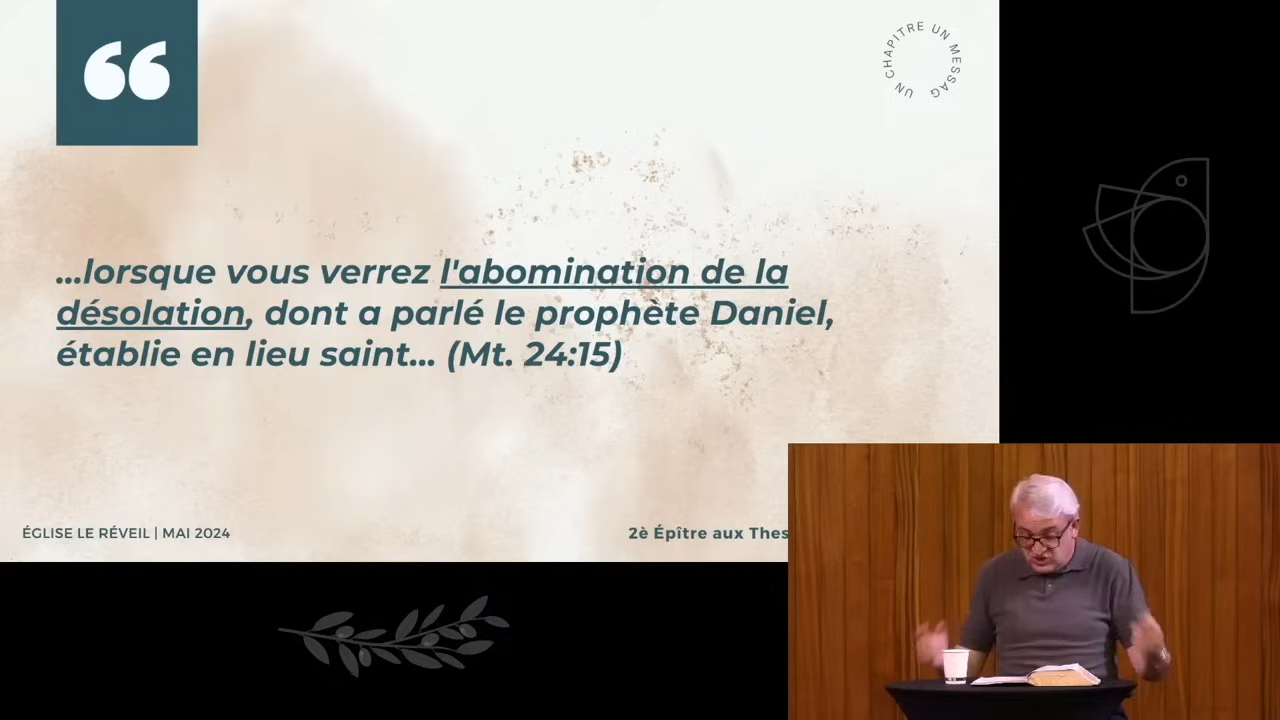 UN CHAPITRE UN MESSAG
...lorsque vous verrez l'abomination de la
désolation, dont a parlé le prophète Daniel,
établie en lieu saint... (Mt. 24:15)
ÉGLISE LE RÉVEIL | MAI 2024
2è Épître aux Thes